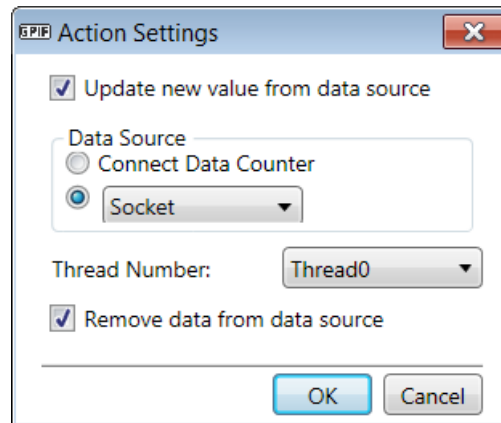 GPIF Action Settings
Update new value from data source
Data Source
Connect Data Counter
Socket
Thread Number: Thread0
Remove data from data source
OK Cancel